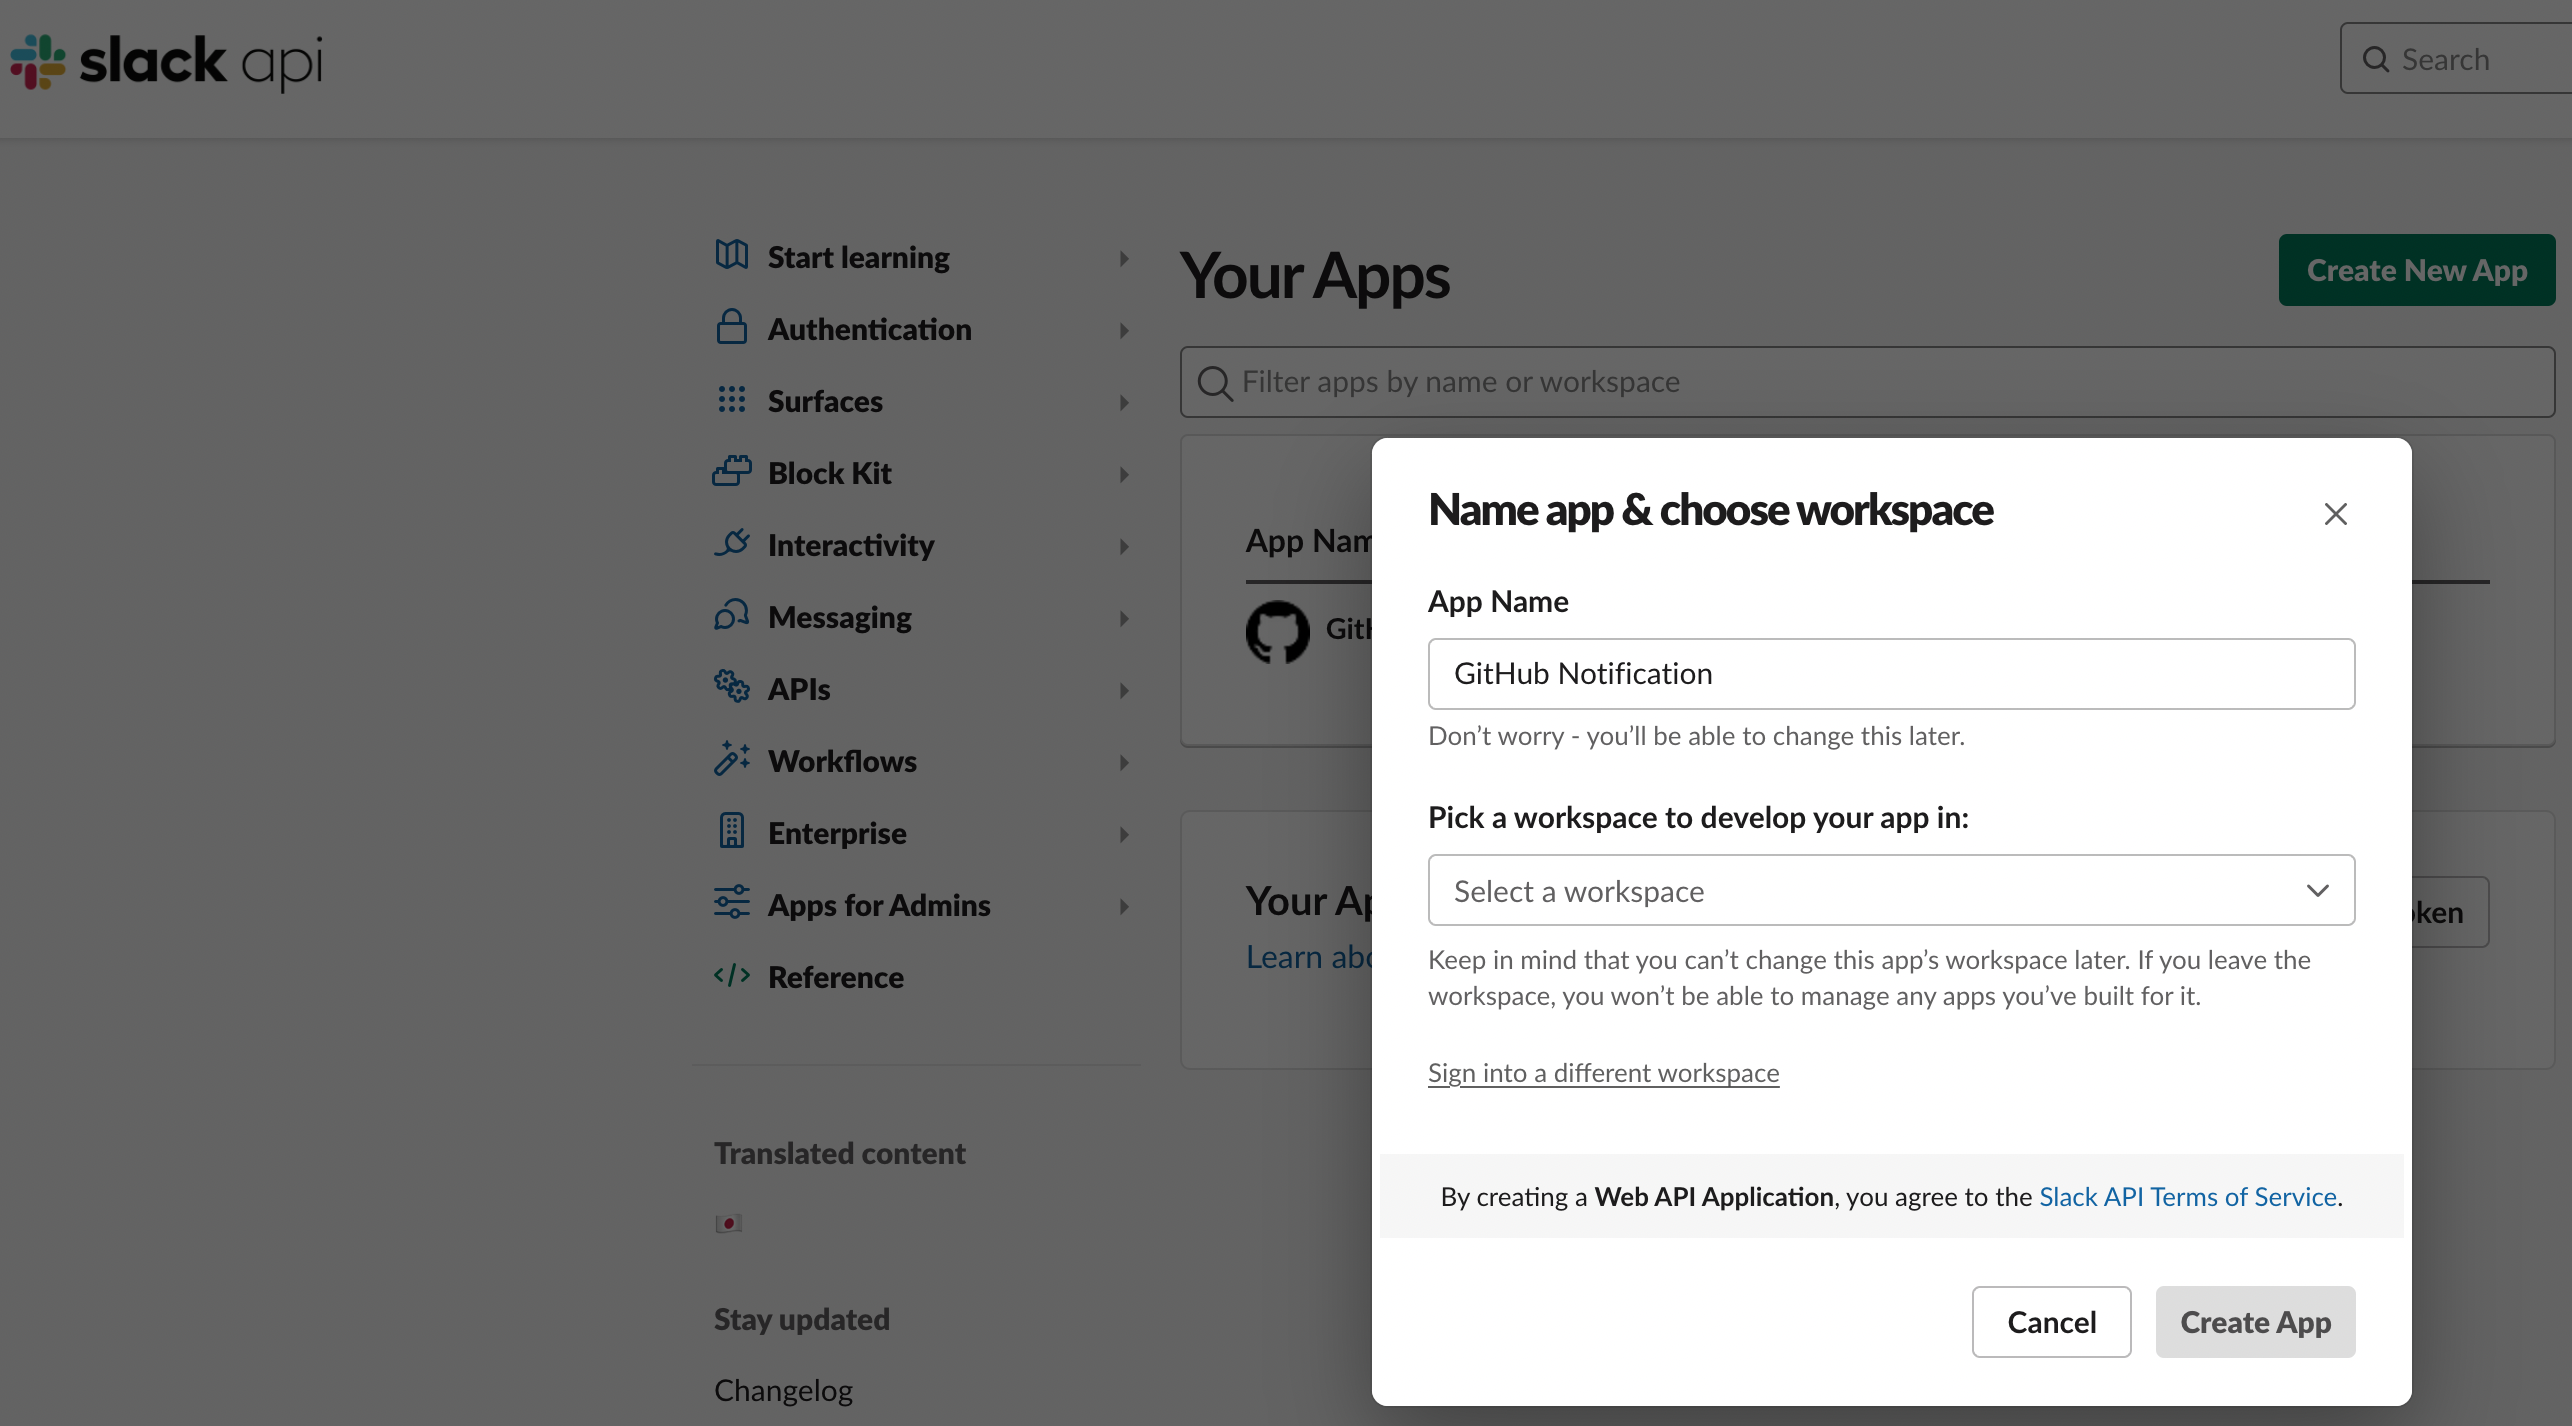 slack api
Search
Start learning
Authentication
Surfaces
Block Kit
Interactivity
Messaging
APIs
Workflows
Enterprise
Apps for Admins
Reference
Translated content
Stay updated
Changelog
Your Apps
Create New App
Filter apps by name or workspace
App Nam
GitH
Your Ap
Learn abo
oken
Name app & choose workspace
App Name
GitHub Notification
Don’t worry - you’ll be able to change this later.
Pick a workspace to develop your app in:
Select a workspace
Keep in mind that you can’t change this app’s workspace later. If you leave the
workspace, you won’t be able to manage any apps you’ve built for it.
Sign into a different workspace
By creating a Web API Application, you agree to the Slack API Terms of Service.
Cancel
Create App